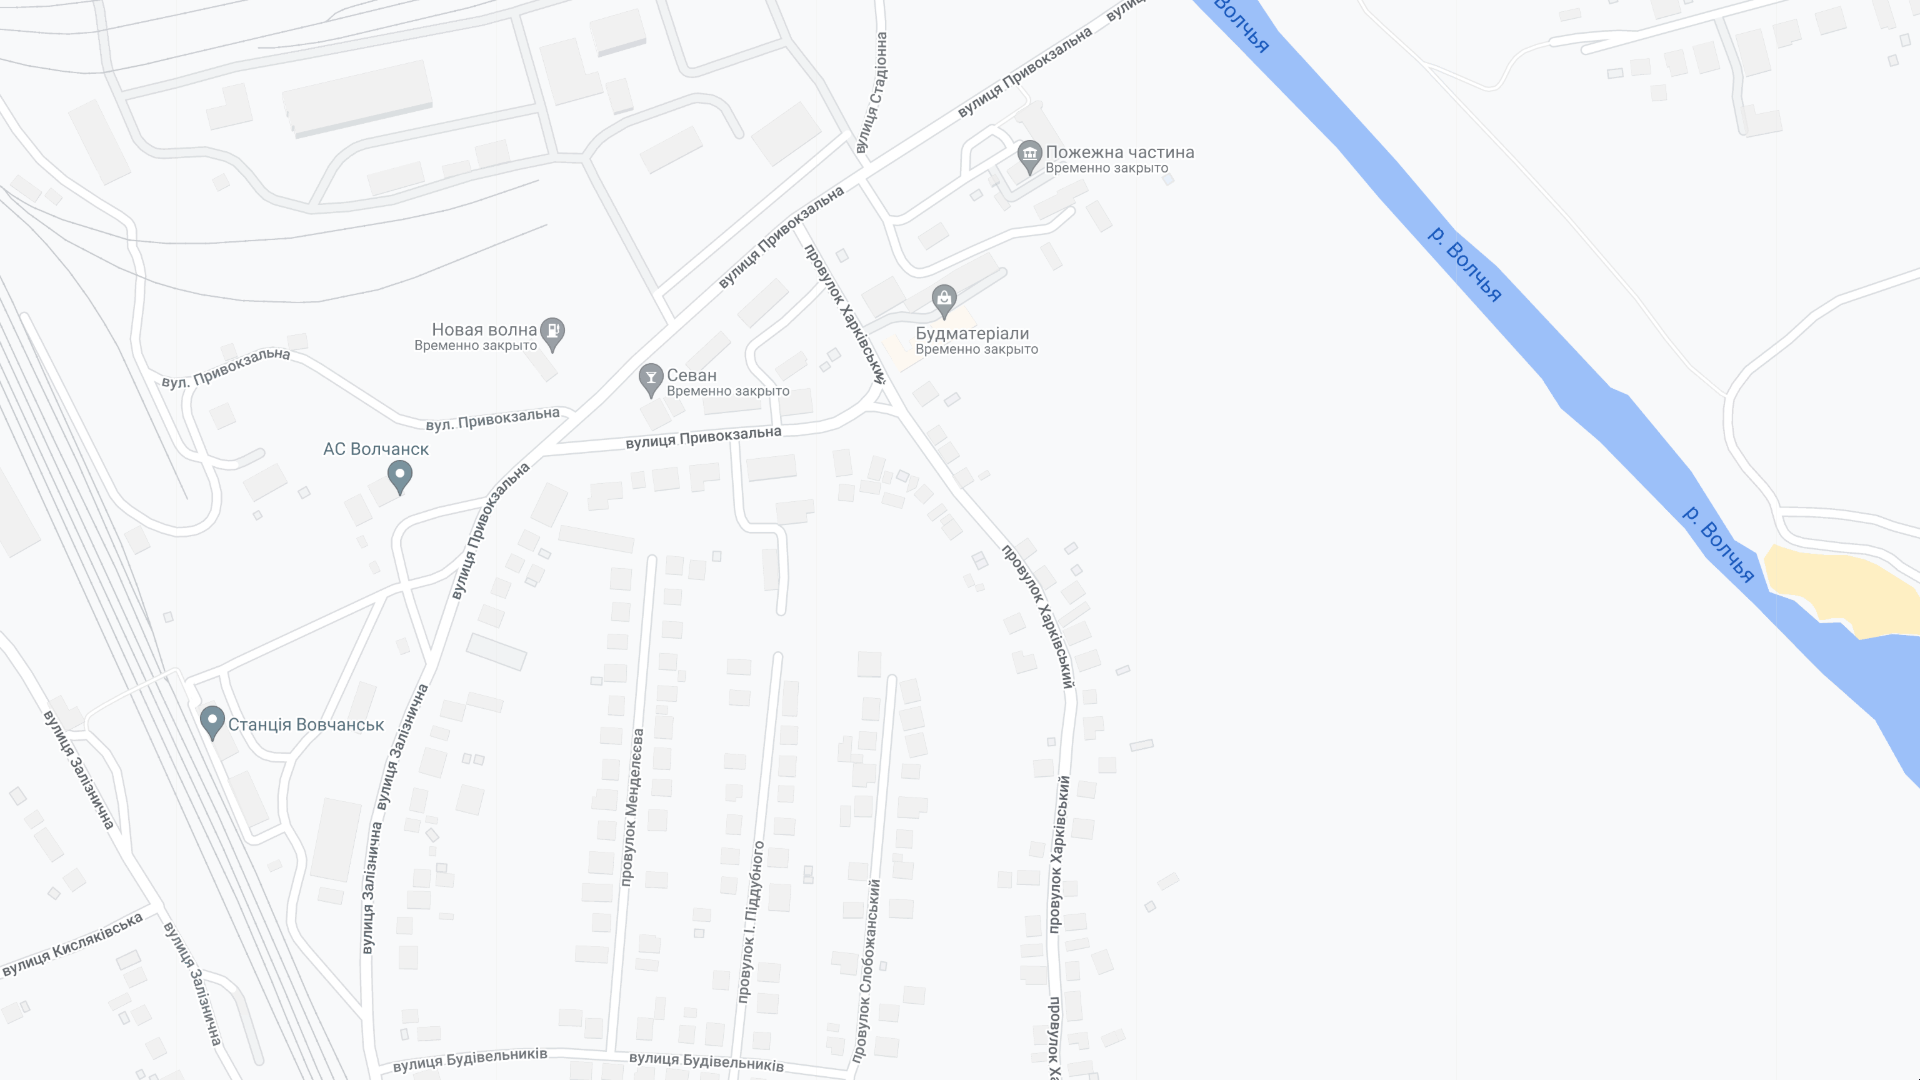 Волчья
вулиця
вулиця Привокзальна
вулиця Стадіонна
Пожежна частина
Временно закрыто
вулиця Привокзальна
р. Волчья
провулок Харківський
Новая волна
Временно закрыто
Будматеріали
Временно закрыто
вул. Привокзальна
Севан
Временно закрыто
вул. Привокзальна
вулиця Привокзальна
АС Волчанск
вулиця Привокзальна
р. Волчья
провулок Харківський
Станція Вовчанськ
вулиця Залізнична
вулиця Залізнична
провулок Менделєєва
провулок Харківський
вулиця Залізнична
провулок І. Піддубного
провулок Слобожанський
вулиця Кисляківська
вулиця Залізнична
провулок Ха
вулиця Будівельників
вулиця Будівельників